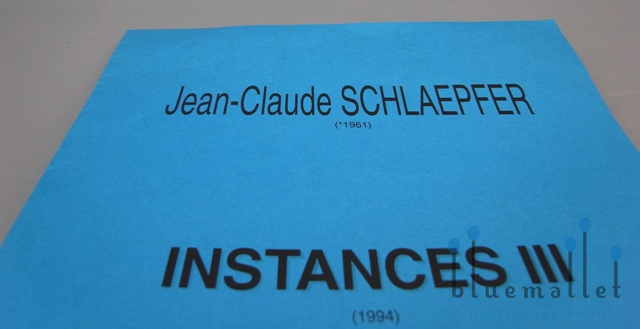 Jean-Claude SCHLAEPFER
(*1961)
INSTANCES III
bluemallet
(1994)